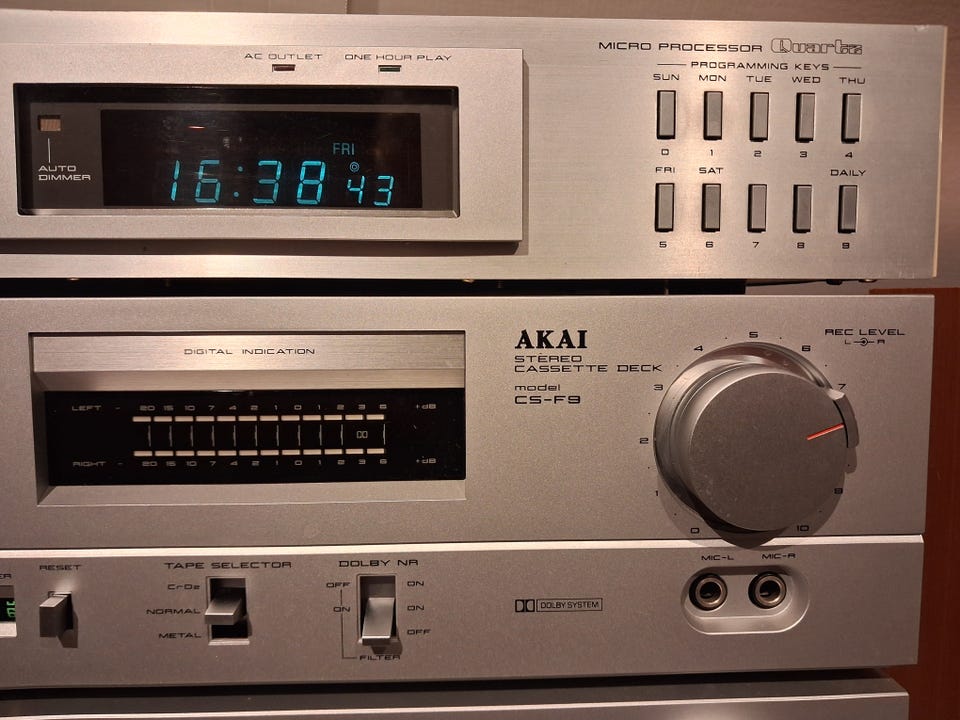 AC OUTLET ONE HOUR PLAY
MICRO PROCESSOR Quartz
PROGRAMMING KEYS
SUN MON TUE WED THU
0 1 2 3 4
FRI SAT DAILY
5 6 7 8 9
AUTO
DIMMER
FRI
16:38 43
DIGITAL INDICATION
LEFT - 20 15 10 7 4 2 1 0 1 2 3 6 +dB
RIGHT - 20 15 10 7 4 2 1 0 1 2 3 6 +dB
AKAI
STEREO
CASSETTE DECK
model
CS-F9
REC LEVEL
L R
0 1 2 3 4 5 6 7 9 10
RESET
TAPE SELECTOR
CrO2
NORMAL
METAL
DOLBY NR
OFF ON
ON ON
OFF
FILTER
DOLBY SYSTEM
MIC-L MIC-R